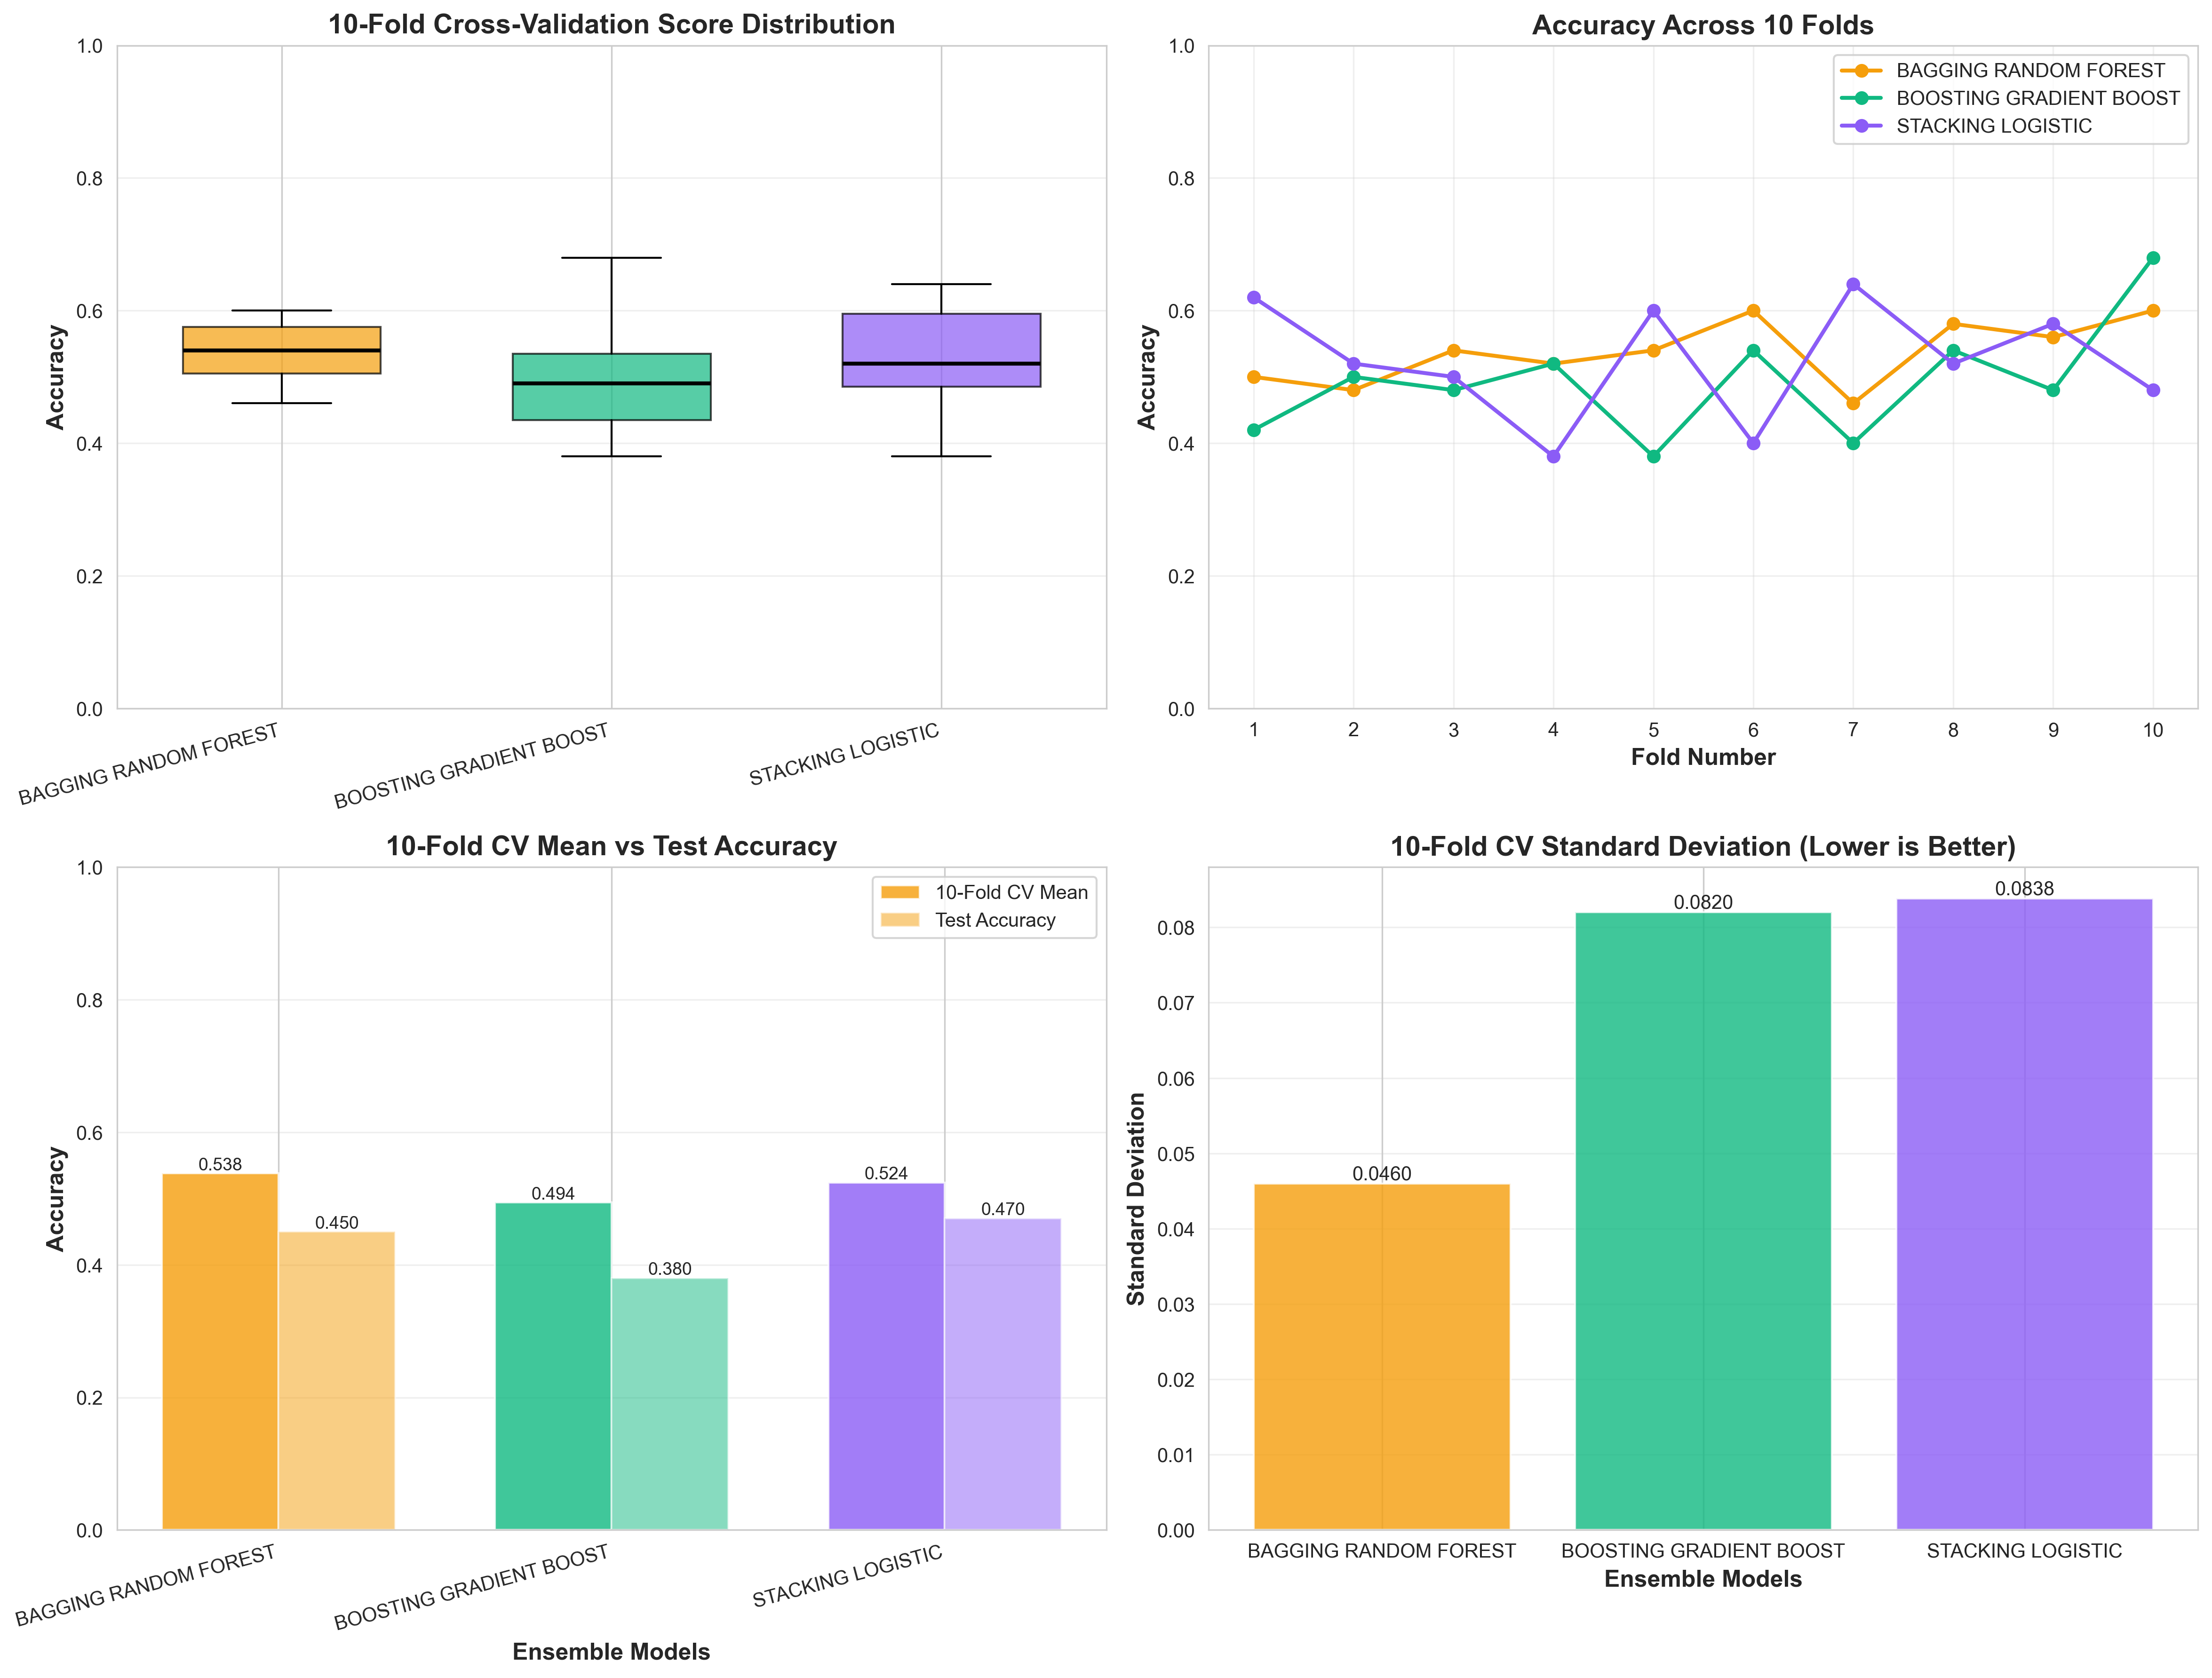 10-Fold Cross-Validation Score Distribution
1.0
0.8
0.6
0.4
0.2
0.0
Accuracy
BAGGING RANDOM FOREST
BOOSTING GRADIENT BOOST
STACKING LOGISTIC
Accuracy Across 10 Folds
BAGGING RANDOM FOREST
BOOSTING GRADIENT BOOST
STACKING LOGISTIC
1.0
0.8
0.6
0.4
0.2
0.0
Accuracy
1 2 3 4 5 6 7 8 9 10
Fold Number
10-Fold CV Mean vs Test Accuracy
10-Fold CV Mean
Test Accuracy
1.0
0.8
0.6
0.4
0.2
0.0
Accuracy
0.538
0.450
0.494
0.380
0.524
0.470
BAGGING RANDOM FOREST
BOOSTING GRADIENT BOOST
STACKING LOGISTIC
Ensemble Models
10-Fold CV Standard Deviation (Lower is Better)
0.08
0.07
0.06
0.05
0.04
0.03
0.02
0.01
0.00
Standard Deviation
0.0460
0.0820
0.0838
BAGGING RANDOM FOREST
BOOSTING GRADIENT BOOST
STACKING LOGISTIC
Ensemble Models